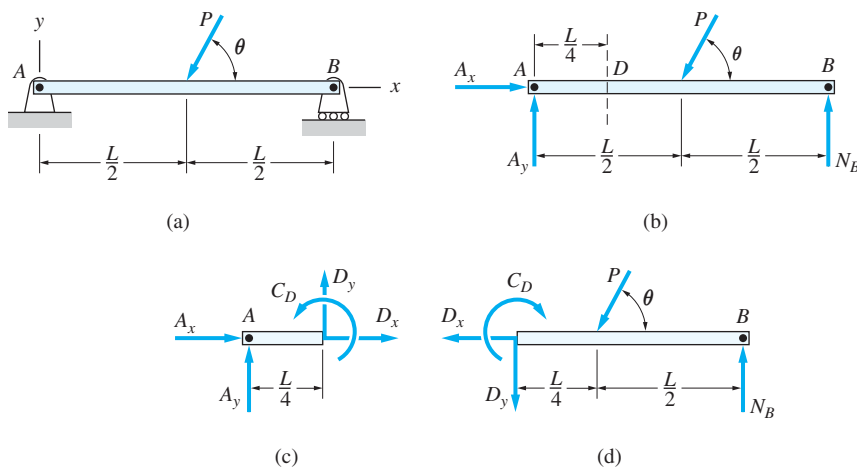 y
P
θ
A
B
x
L/2
L/2
(a)
L/4
P
θ
A_x
A
D
B
A_y
L/2
L/2
N_B
(b)
C_D
D_y
A_x
A
D_x
A_y
L/4
(c)
C_D
P
θ
D_x
B
D_y
L/4
L/2
N_B
(d)